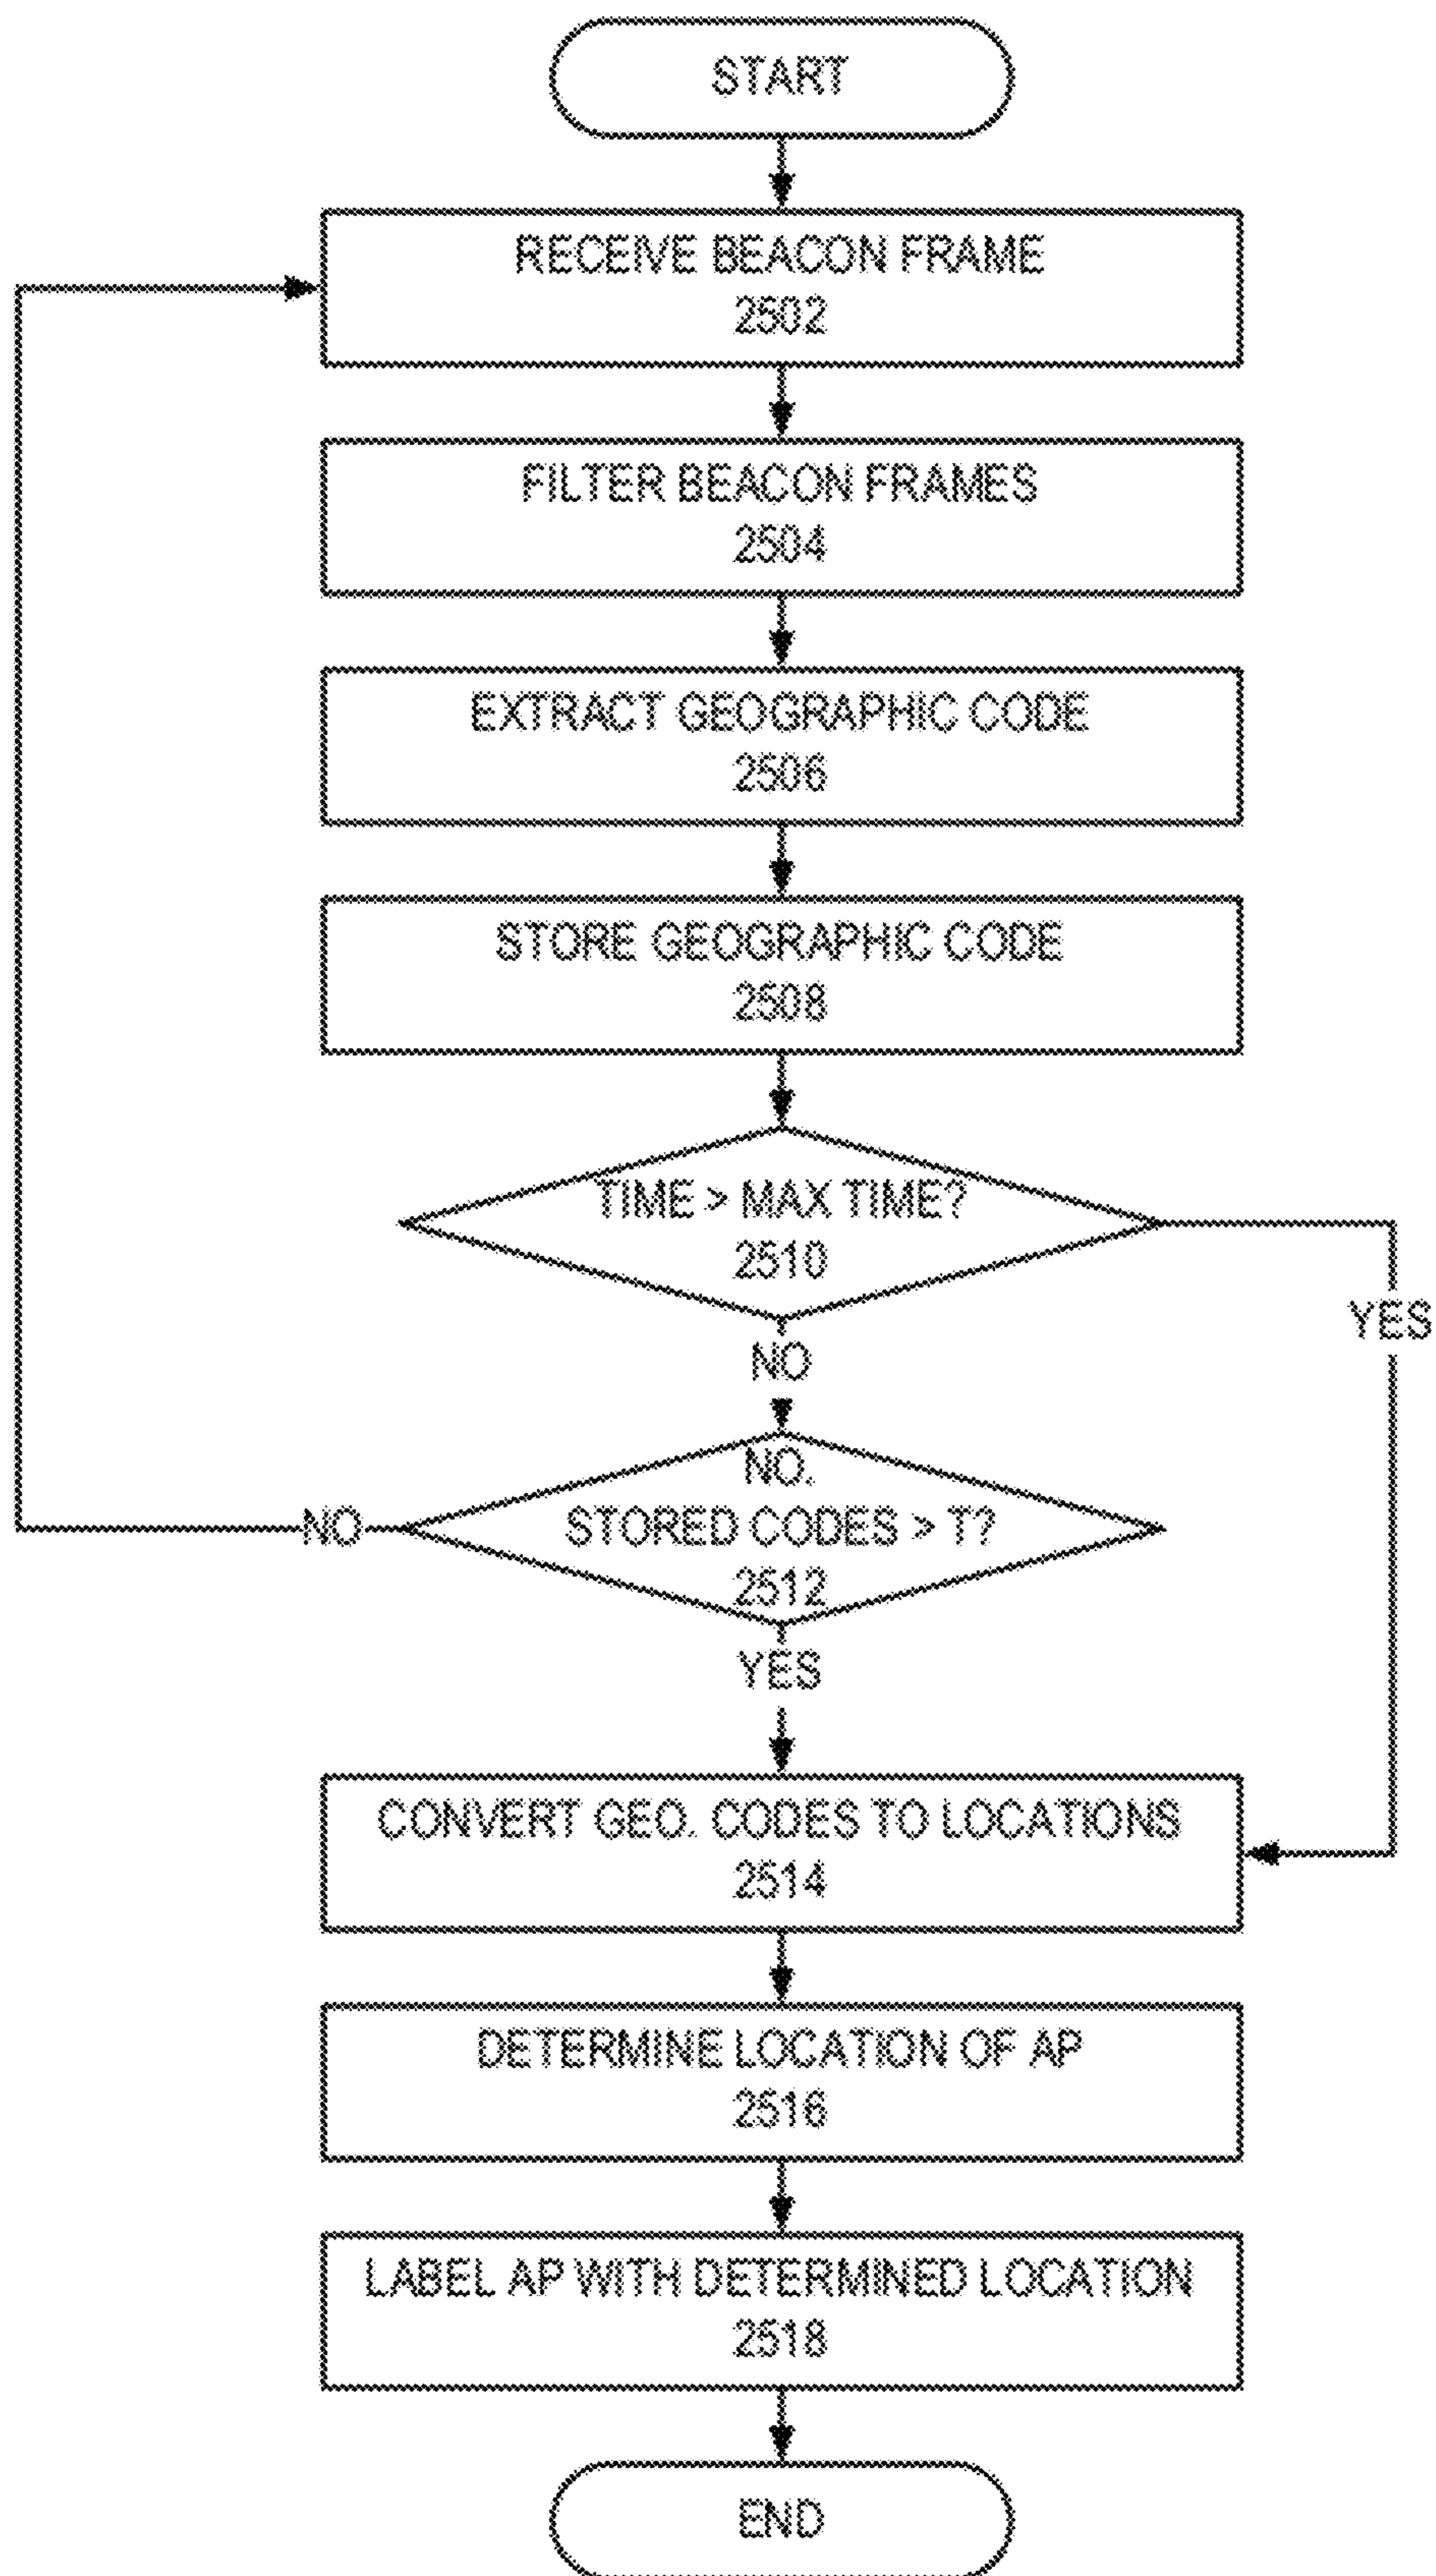 START
RECEIVE BEACON FRAME
2502
FILTER BEACON FRAMES
2504
EXTRACT GEOGRAPHIC CODE
2506
STORE GEOGRAPHIC CODE
2508
TIME > MAX TIME?
2510
YES
NO
NO.
STORED CODES > T?
NO
2512
YES
CONVERT GEO. CODES TO LOCATIONS
2514
DETERMINE LOCATION OF AP
2516
LABEL AP WITH DETERMINED LOCATION
2518
END